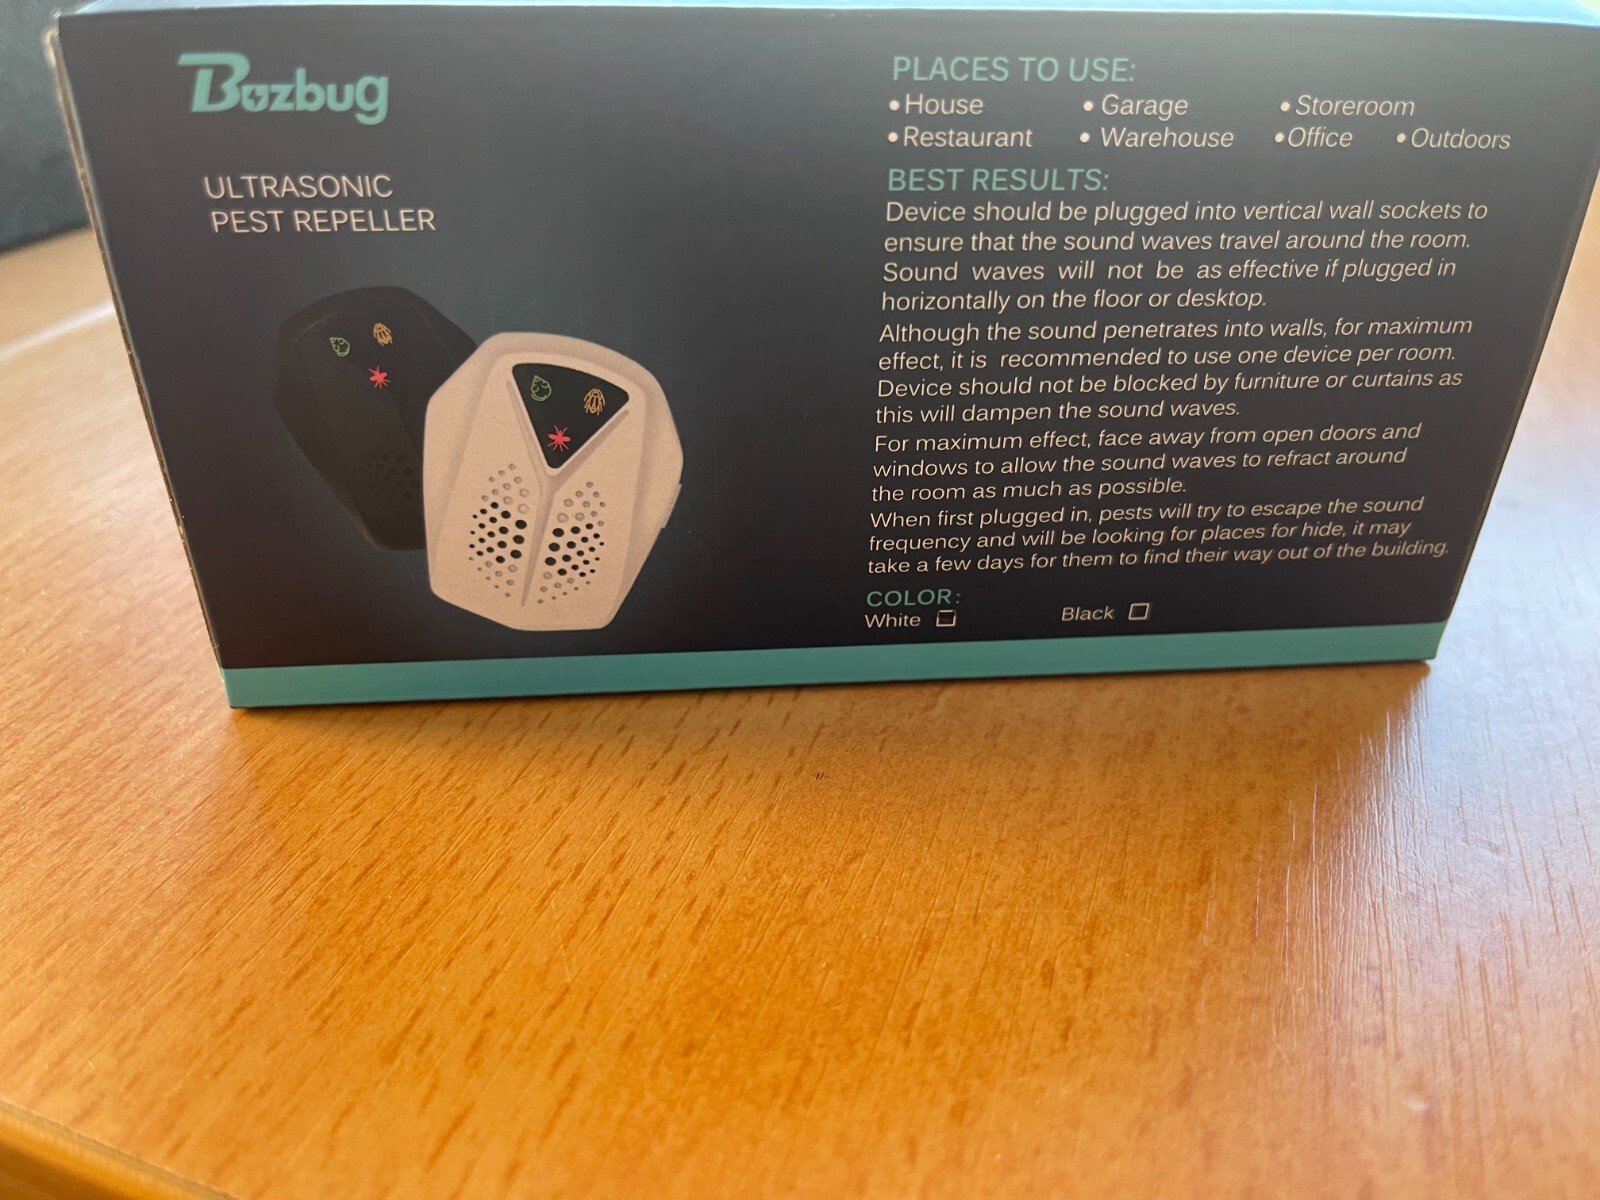 Bozbug
ULTRASONIC
PEST REPELLER
PLACES TO USE:
• House • Garage • Storeroom
• Restaurant • Warehouse • Office • Outdoors
BEST RESULTS:
Device should be plugged into vertical wall sockets to
ensure that the sound waves travel around the room.
Sound waves will not be as effective if plugged in
horizontally on the floor or desktop.
Although the sound penetrates into walls, for maximum
effect, it is recommended to use one device per room.
Device should not be blocked by furniture or curtains as
this will dampen the sound waves.
For maximum effect, face away from open doors and
windows to allow the sound waves to refract around
the room as much as possible.
When first plugged in, pests will try to escape the sound
frequency and will be looking for places for hide, it may
take a few days for them to find their way out of the building.
COLOR:
White Black